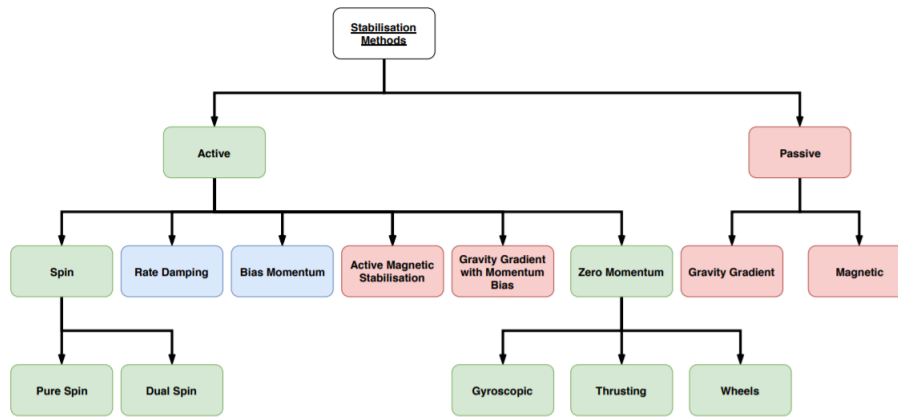 Stabilisation
Methods
Active
Passive
Spin
Rate Damping
Bias Momentum
Active Magnetic
Stabilisation
Gravity Gradient
with Momentum
Bias
Zero Momentum
Gravity Gradient
Magnetic
Pure Spin
Dual Spin
Gyroscopic
Thrusting
Wheels